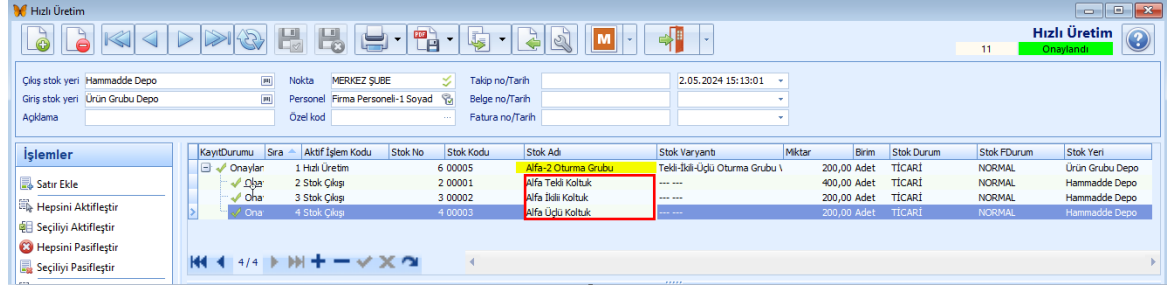 Hızlı Üretim
PDF
M
Hızlı Üretim
11 Onaylandı
Çıkış stok yeri Hammadde Depo Nokta MERKEZ ŞUBE Takip no/Tarih 2.05.2024 15:13:01
Giriş stok yeri Ürün Grubu Depo Personel Firma Personeli-1 Soyad Belge no/Tarih
Açıklama Özel kod Fatura no/Tarih
İşlemler
Satır Ekle
Hepsini Aktifleştir
Seçiliyi Aktifleştir
Hepsini Pasifleştir
Seçiliyi Pasifleştir
KayıtDurumu Sıra Aktif İşlem Kodu Stok No Stok Kodu Stok Adı Stok Varyantı Miktar Birim Stok Durum Stok FDurum Stok Yeri
Onaylan 1 Hızlı Üretim 6 00005 Alfa-2 Oturma Grubu Tekli-İkili-Üçlü Oturma Grubu 200,00 Adet TİCARİ NORMAL Ürün Grubu Depo
Ona 2 Stok Çıkışı 2 00001 Alfa Tekli Koltuk --- --- 400,00 Adet TİCARİ NORMAL Hammadde Depo
Ona 3 Stok Çıkışı 3 00002 Alfa İkili Koltuk --- --- 200,00 Adet TİCARİ NORMAL Hammadde Depo
Ona 4 Stok Çıkışı 4 00003 Alfa Üçlü Koltuk --- --- 200,00 Adet TİCARİ NORMAL Hammadde Depo
4/4